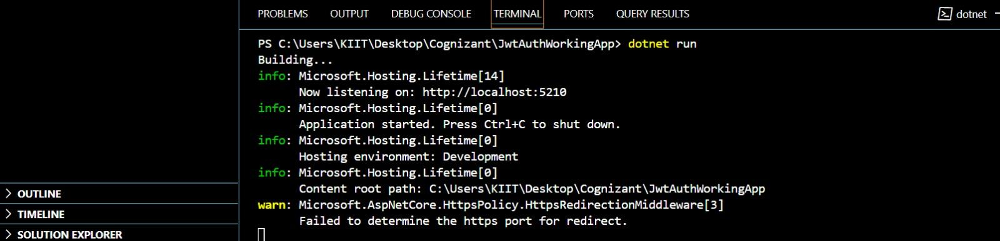 PROBLEMS OUTPUT DEBUG CONSOLE TERMINAL PORTS QUERY RESULTS dotnet
PS C:\Users\KIIT\Desktop\Cognizant\JwtAuthWorkingApp> dotnet run
Building...
info: Microsoft.Hosting.Lifetime[14]
Now listening on: http://localhost:5210
info: Microsoft.Hosting.Lifetime[0]
Application started. Press Ctrl+C to shut down.
info: Microsoft.Hosting.Lifetime[0]
Hosting environment: Development
info: Microsoft.Hosting.Lifetime[0]
Content root path: C:\Users\KIIT\Desktop\Cognizant\JwtAuthWorkingApp
warn: Microsoft.AspNetCore.HttpsPolicy.HttpsRedirectionMiddleware[3]
Failed to determine the https port for redirect.
OUTLINE
TIMELINE
SOLUTION EXPLORER